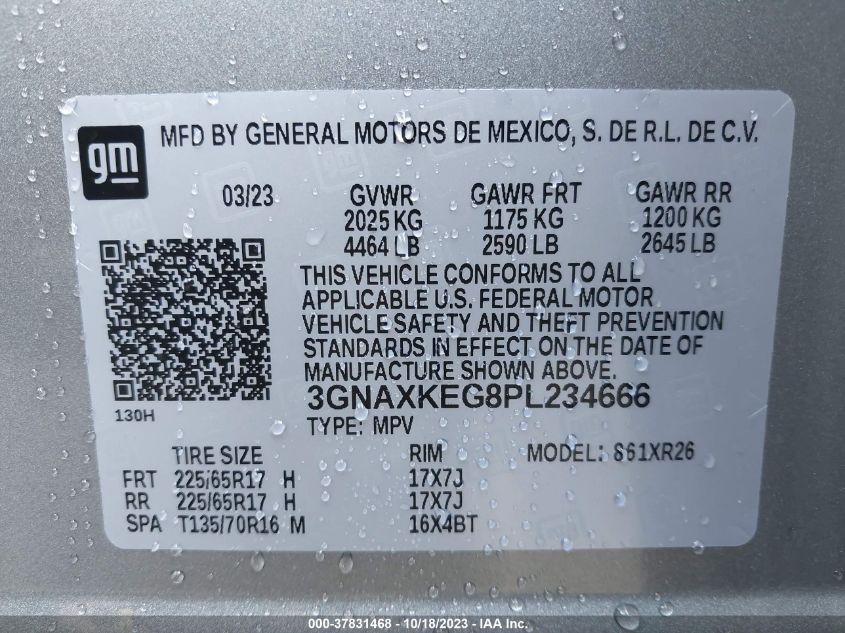 gm
MFD BY GENERAL MOTORS DE MEXICO, S. DE R.L. DE C.V.
03/23 GVWR GAWR FRT GAWR RR
2025 KG 1175 KG 1200 KG
4464 LB 2590 LB 2645 LB
THIS VEHICLE CONFORMS TO ALL
APPLICABLE U.S. FEDERAL MOTOR
VEHICLE SAFETY AND THEFT PREVENTION
STANDARDS IN EFFECT ON THE DATE OF
MANUFACTURE SHOWN ABOVE.
3GNAXKEG8PL234666
130H
TYPE: MPV
TIRE SIZE RIM MODEL: 861XR26
FRT 225/65R17 H 17X7J
RR 225/65R17 H 17X7J
SPA T135/70R16 M 16X4BT
000-37831468 | 10/18/2023 | © IAA, Inc.